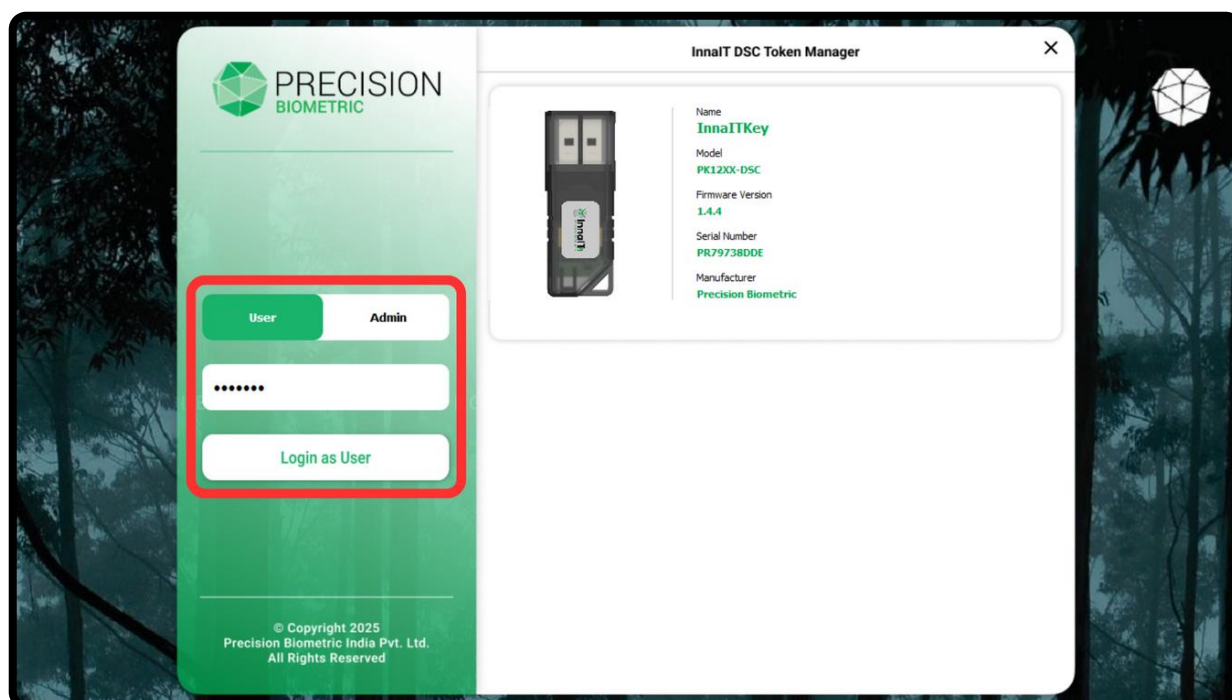 PRECISION
BIOMETRIC
User
Admin
•••••••
Login as User
© Copyright 2025
Precision Biometric India Pvt. Ltd.
All Rights Reserved
InnaIT DSC Token Manager
InnaIT
Name
InnaITKey
Model
PK12XX-DSC
Firmware Version
1.4.4
Serial Number
PR79738DDE
Manufacturer
Precision Biometric